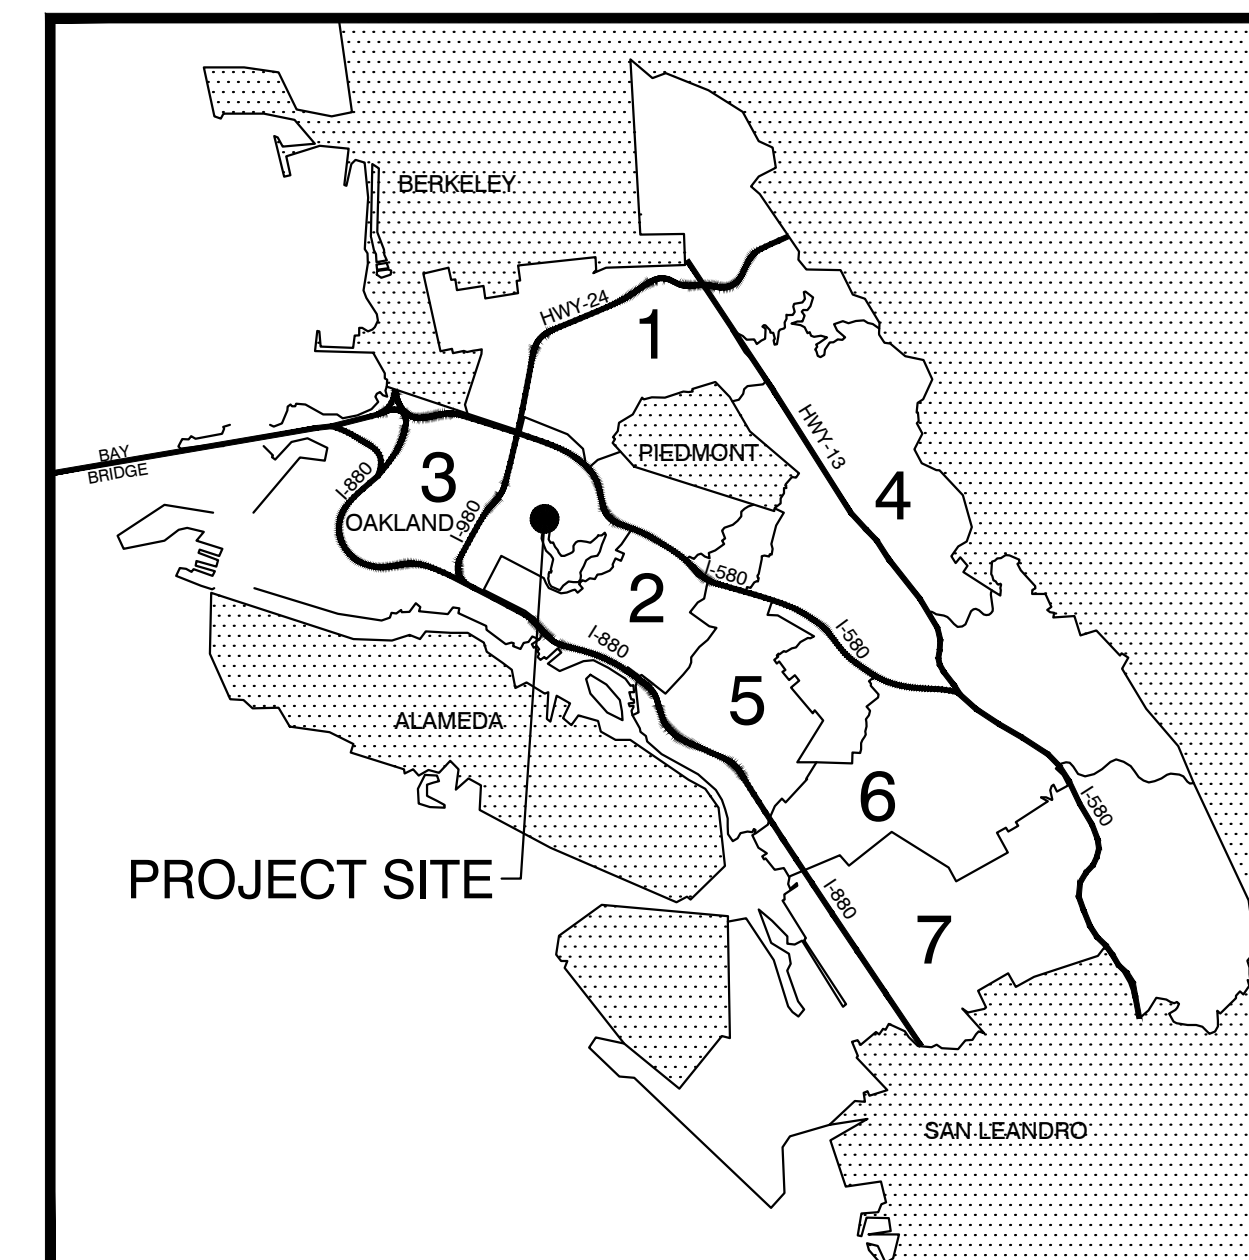 BERKELEY
HWY-24
1
PIEDMONT
HWY-13
BAY
BRIDGE
I-880
3
OAKLAND
I-980
4
2
I-580
I-880
I-580
5
ALAMEDA
6
I-580
PROJECT SITE
I-880
7
SAN LEANDRO